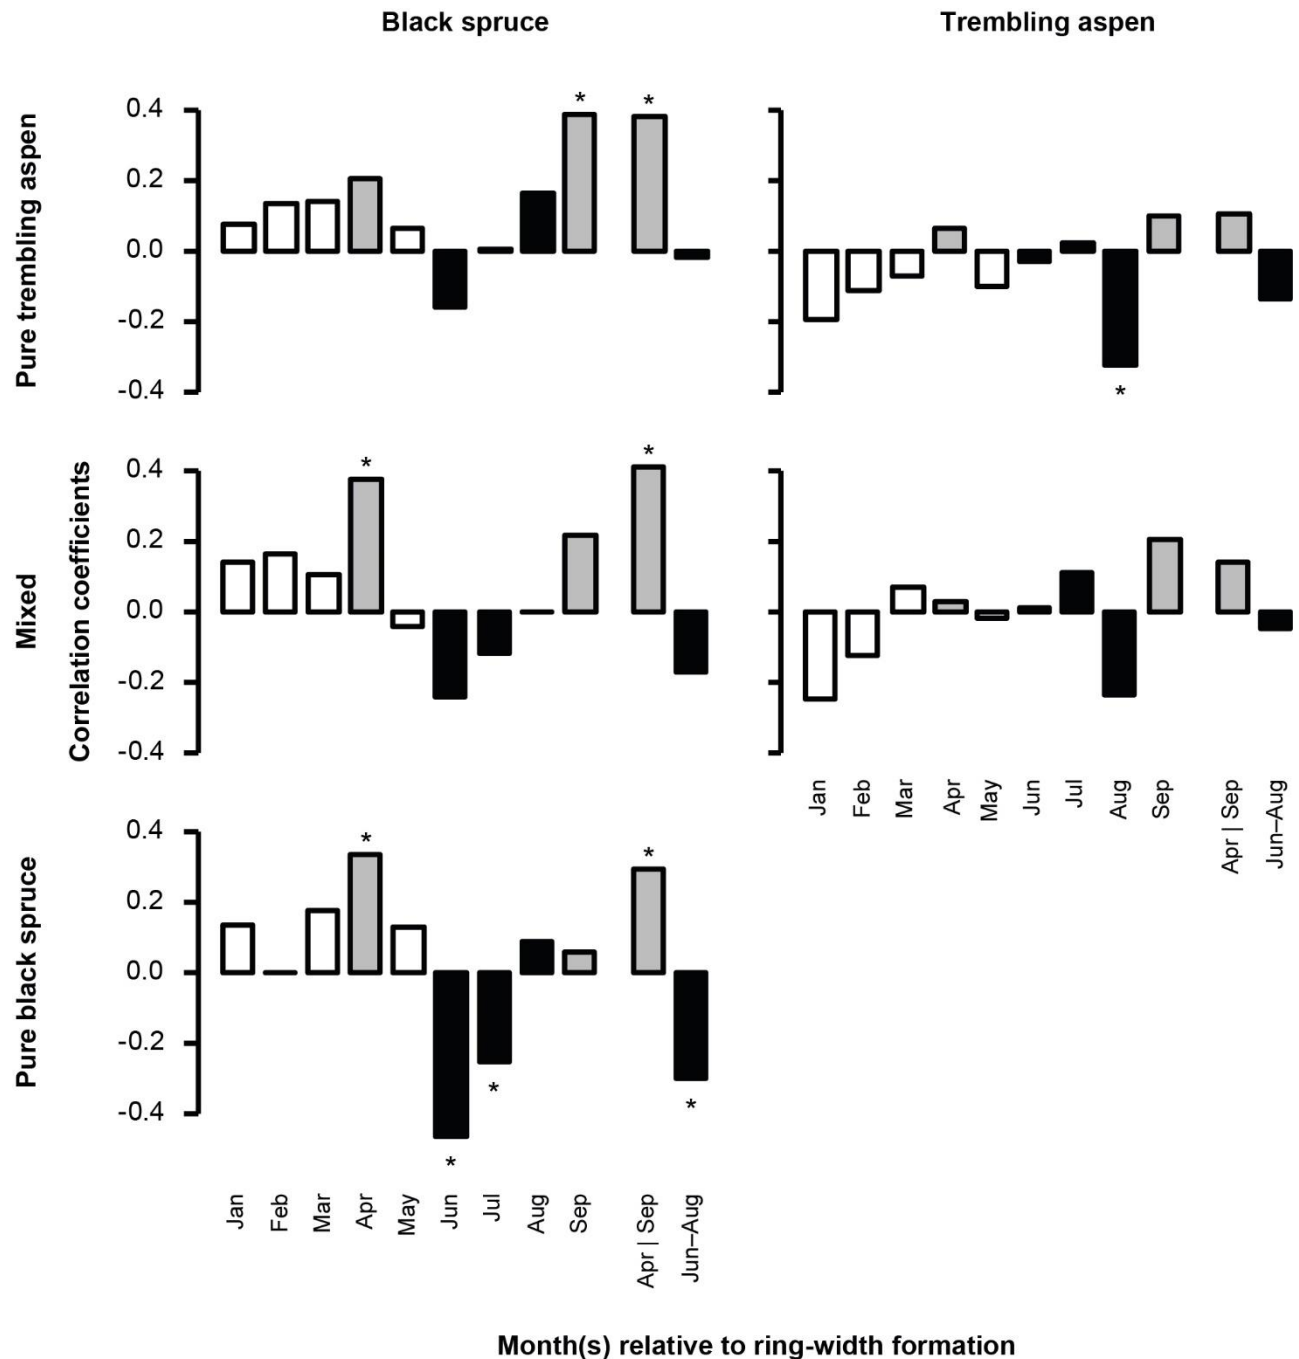 Black spruce
Trembling aspen
Pure trembling aspen
0.4
0.2
0.0
-0.2
-0.4
*
*
*
Mixed
Correlation coefficients
0.4
0.2
0.0
-0.2
-0.4
*
*
Jan
Feb
Mar
Apr
May
Jun
Jul
Aug
Sep
Apr | Sep
Jun–Aug
Pure black spruce
0.4
0.2
0.0
-0.2
-0.4
*
*
*
*
*
Jan
Feb
Mar
Apr
May
Jun
Jul
Aug
Sep
Apr | Sep
Jun–Aug
Month(s) relative to ring-width formation